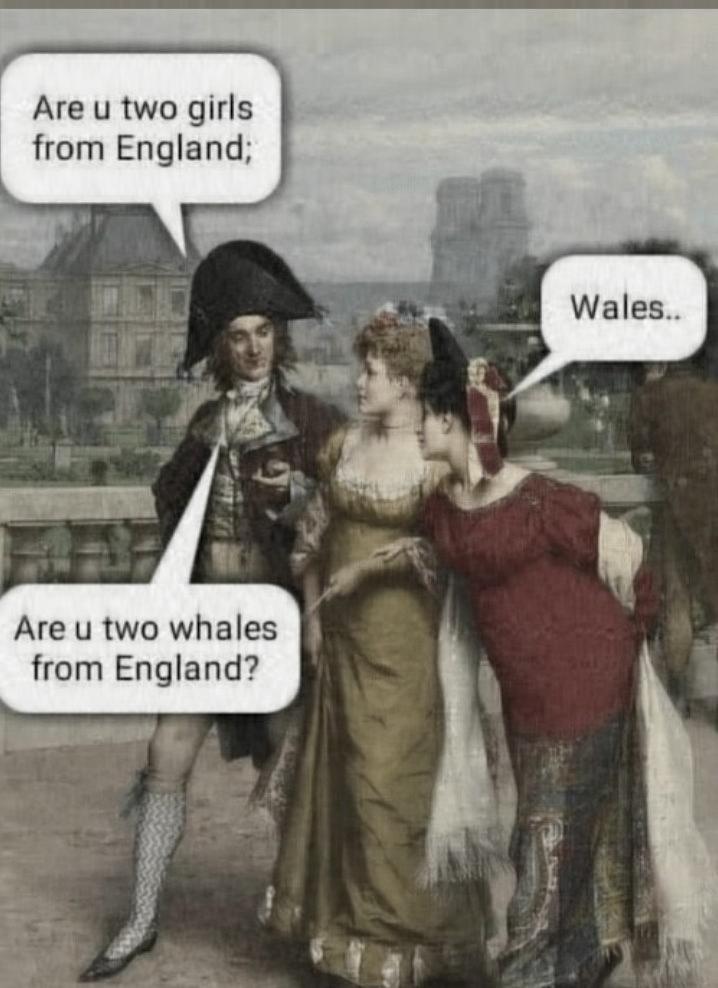 Are u two girls
from England;
Wales..
Are u two whales
from England?